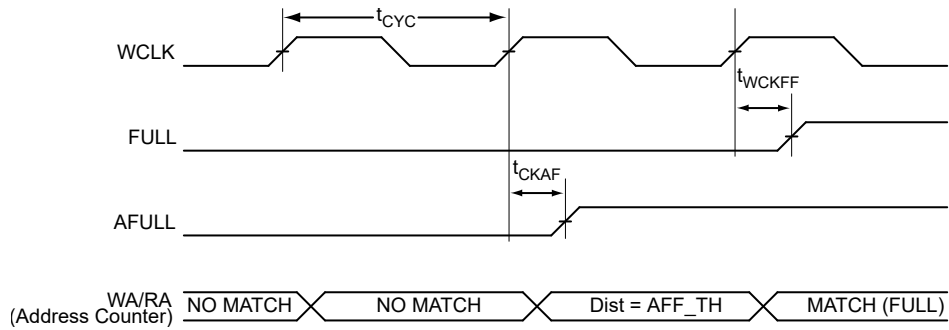 tCYC
WCLK
tWCKFF
FULL
tCKAF
AFULL
WA/RA
(Address Counter)
NO MATCH
NO MATCH
Dist = AFF_TH
MATCH (FULL)